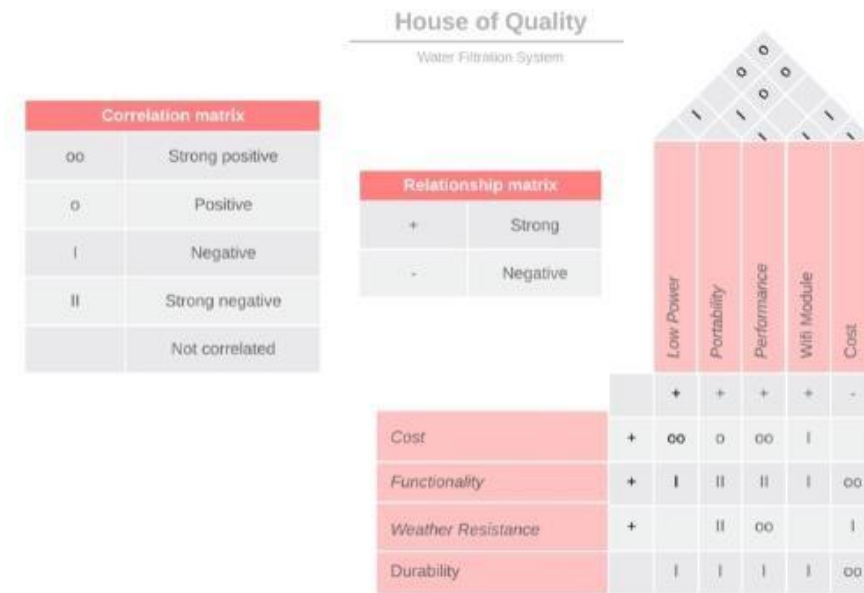 House of Quality
Water Filtration System
Correlation matrix
oo Strong positive
o Positive
I Negative
II Strong negative
Not correlated
Relationship matrix
+ Strong
- Negative
o
o o
o
I I I
I I I
Low Power
Portability
Performance
Wifi Module
Cost
+ + + + -
Cost + oo o oo I
Functionality + I II II I oo
Weather Resistance + II oo I
Durability I I I I oo